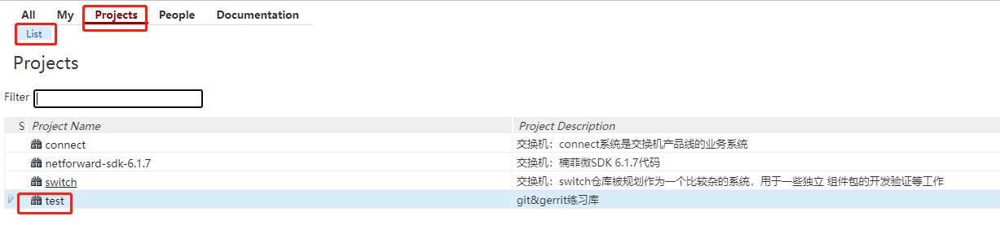 All My Projects People Documentation
List
Projects
Filter
S Project Name Project Description
connect 交换机：connect系统是交换机产品线的业务系统
netforward-sdk-6.1.7 交换机：楠菲微SDK 6.1.7代码
switch 交换机：switch仓库被规划作为一个比较杂的系统，用于一些独立 组件包的开发验证等工作
test git&gerrit练习库